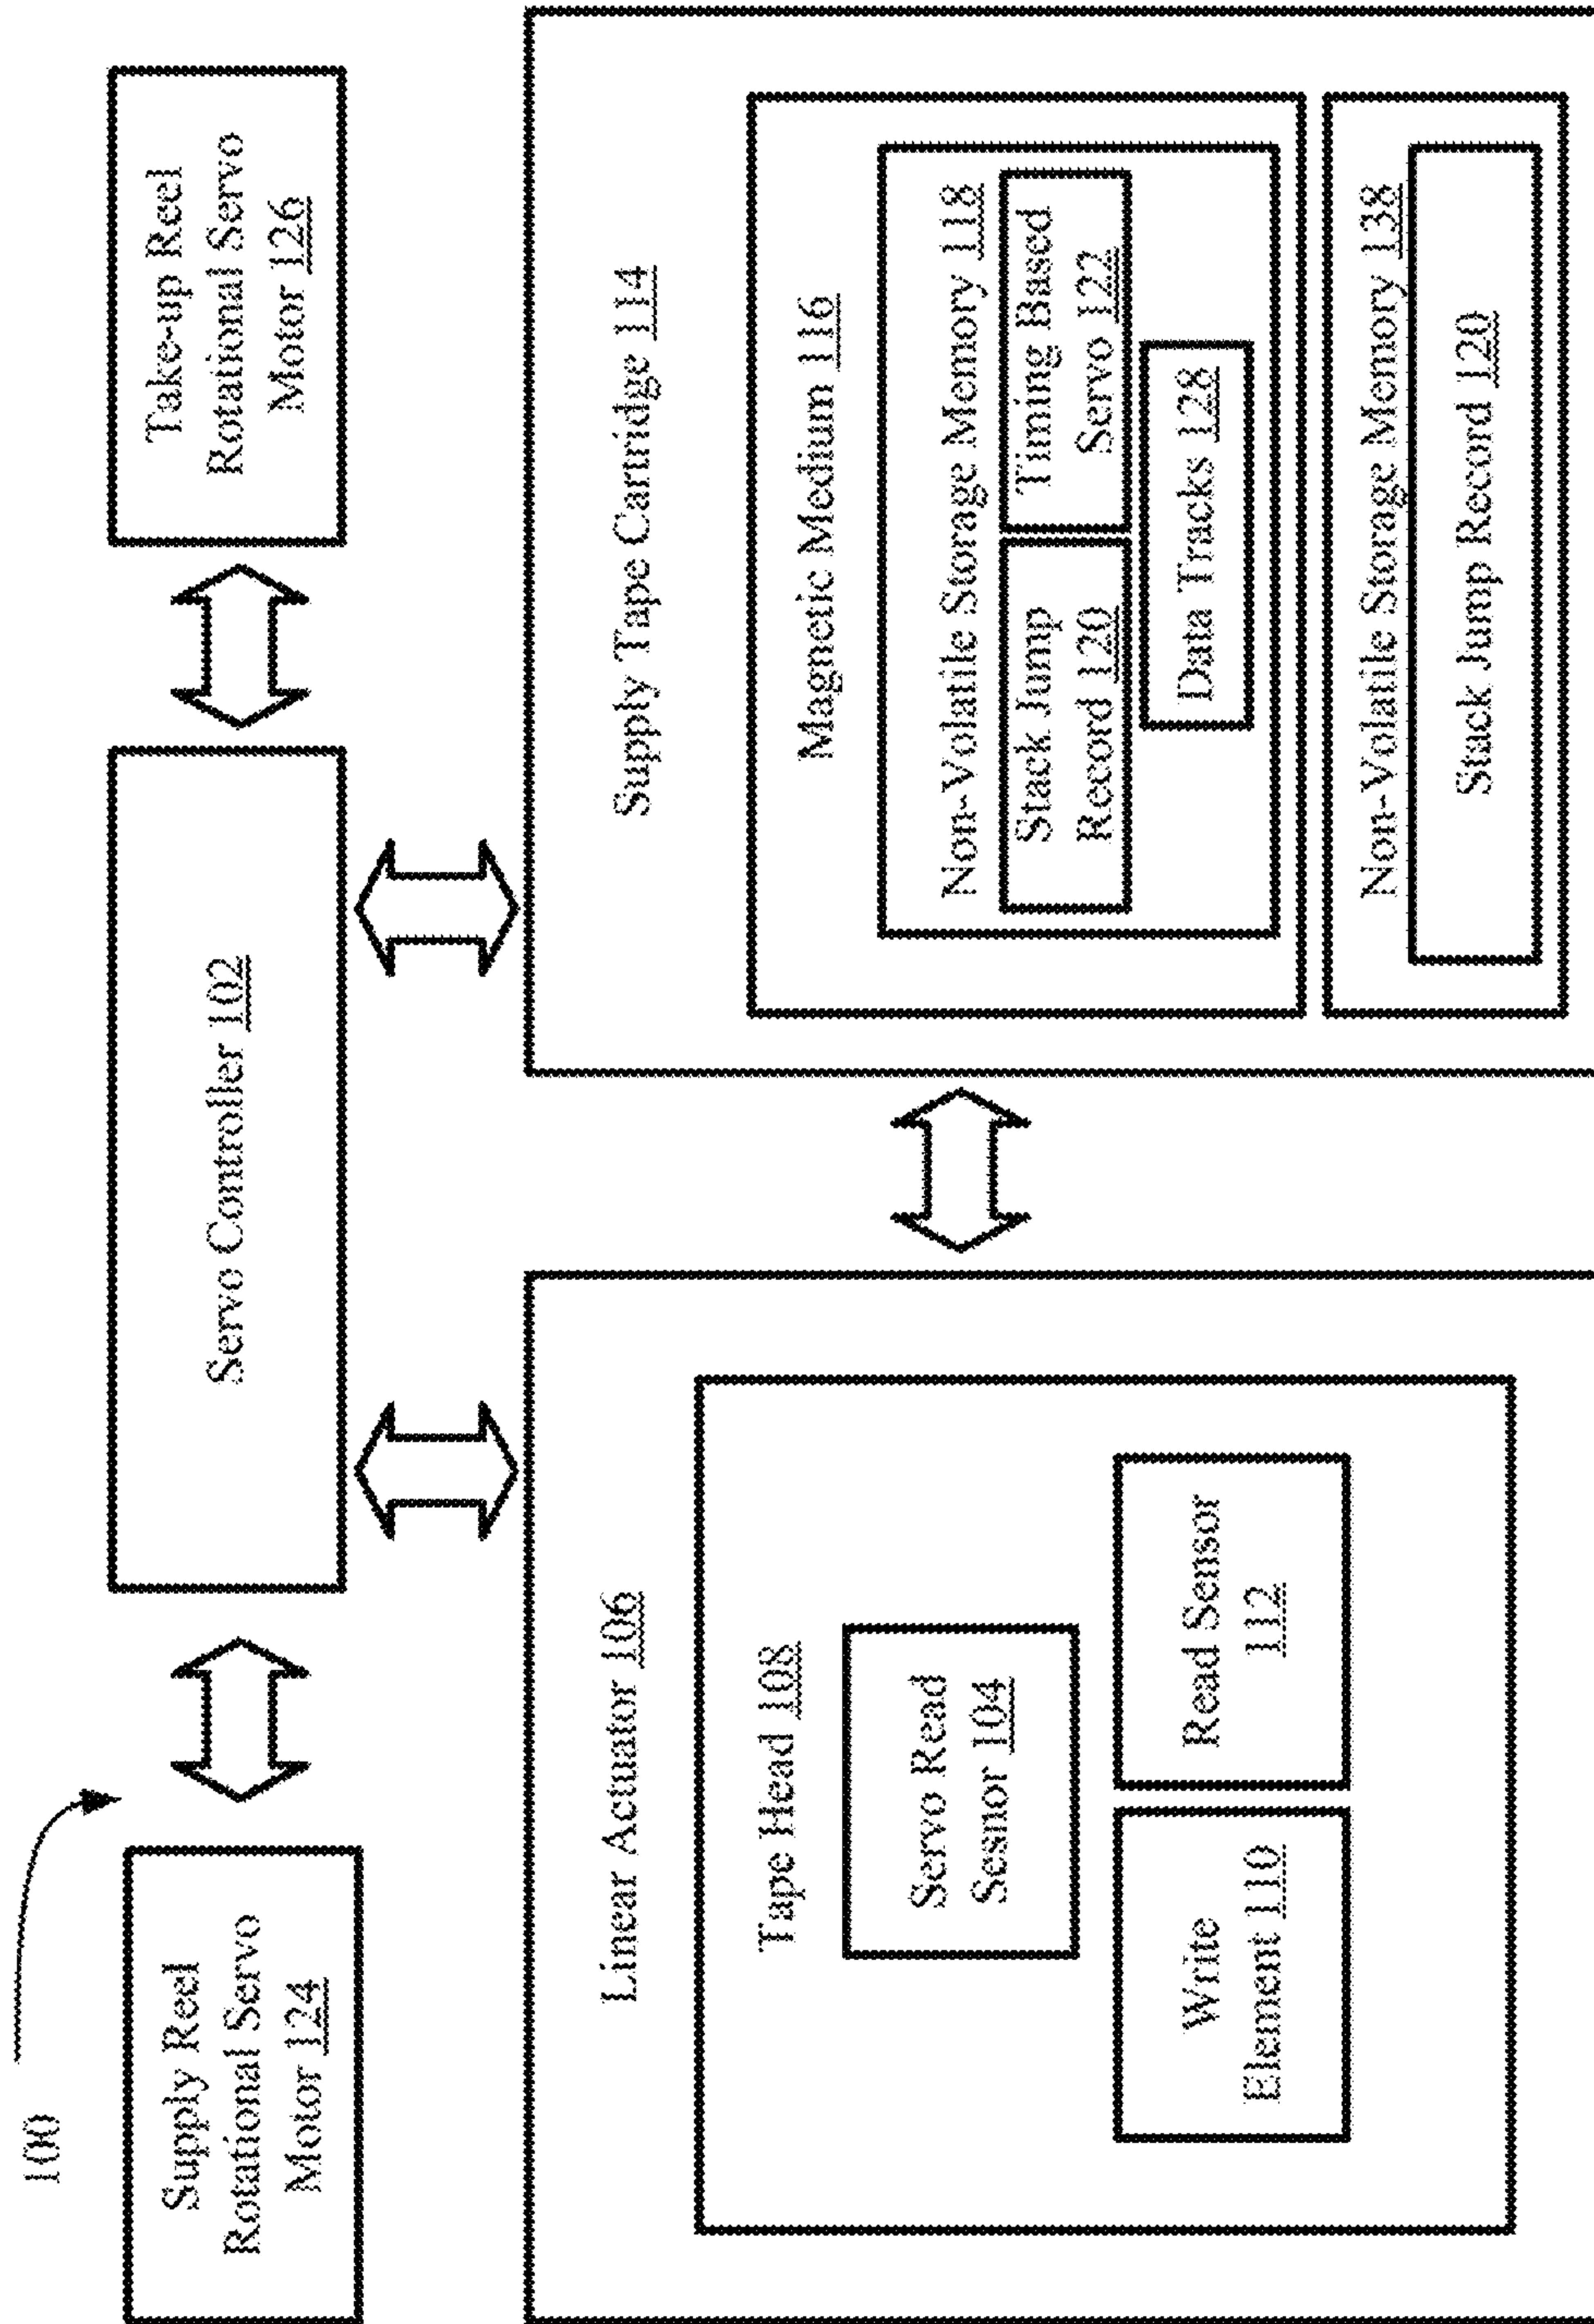 100
Supply Reel
Rotational Servo
Motor 124
Servo Controller 102
Take-up Reel
Rotational Servo
Motor 126
Linear Actuator 106
Tape Head 108
Servo Read
Sesnor 104
Write
Element 110
Read Sensor
112
Supply Tape Cartridge 114
Magnetic Medium 116
Non-Volatile Storage Memory 118
Stack Jump
Record 120
Timing Based
Servo 122
Data Tracks 128
Non-Volatile Storage Memory 138
Stack Jump Record 120